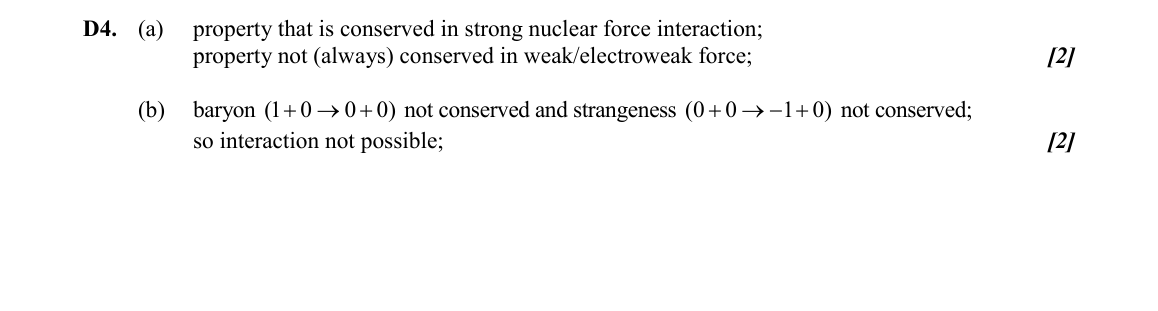 D4. (a) property that is conserved in strong nuclear force interaction;
property not (always) conserved in weak/electroweak force; [2]
(b) baryon (1+0→0+0) not conserved and strangeness (0+0→−1+0) not conserved;
so interaction not possible; [2]